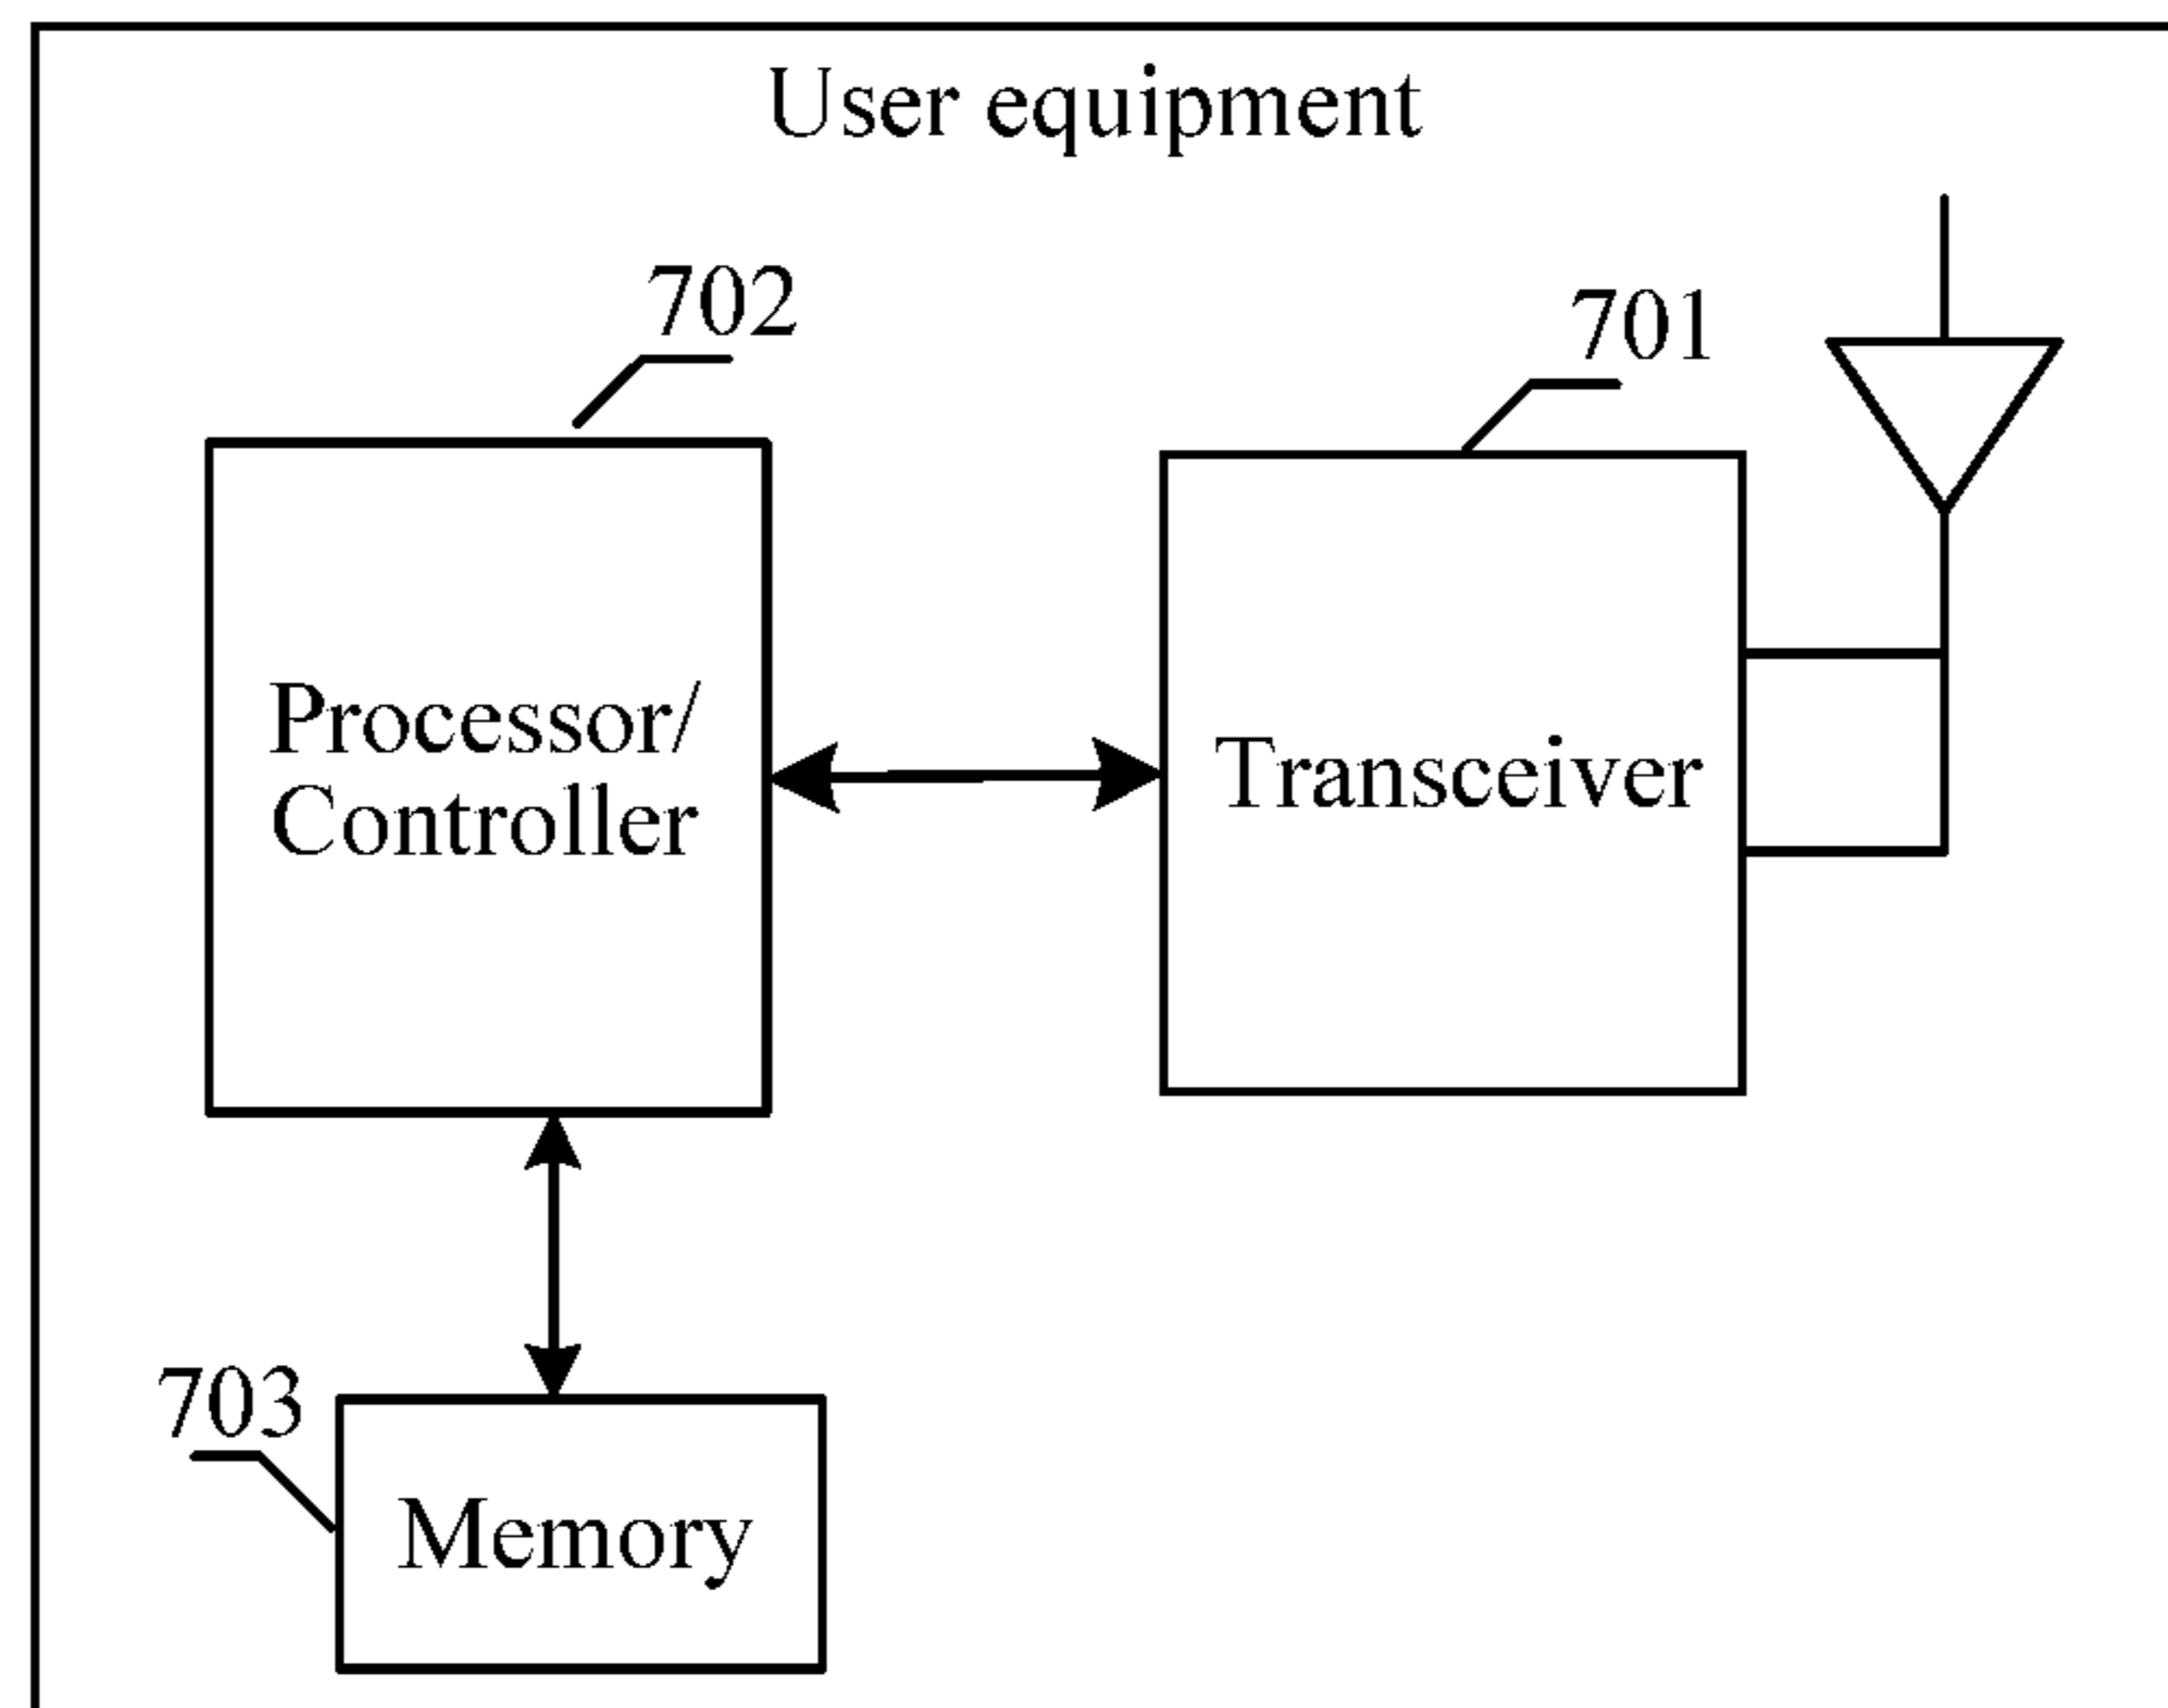 User equipment
702
701
Processor/
Controller
Transceiver
703
Memory